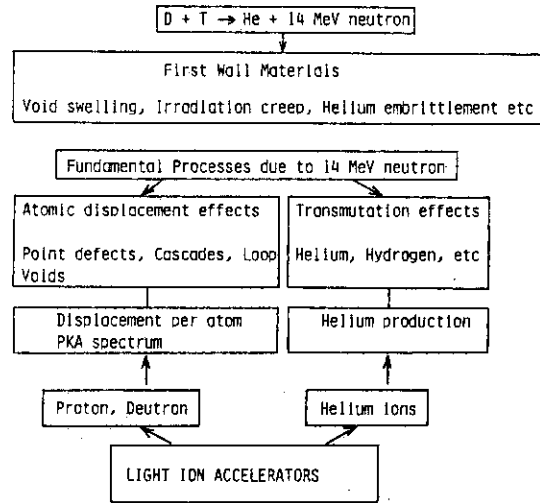 D + T → He + 14 MeV neutron
First Wall Materials
Void swelling, Irradiation creep, Helium embrittlement etc
Fundamental Processes due to 14 MeV neutron
Atomic displacement effects
Point defects, Cascades, Loop
Voids
Transmutation effects
Helium, Hydrogen, etc
Displacement per atom
PKA spectrum
Helium production
Proton, Deutron
Helium ions
LIGHT ION ACCELERATORS